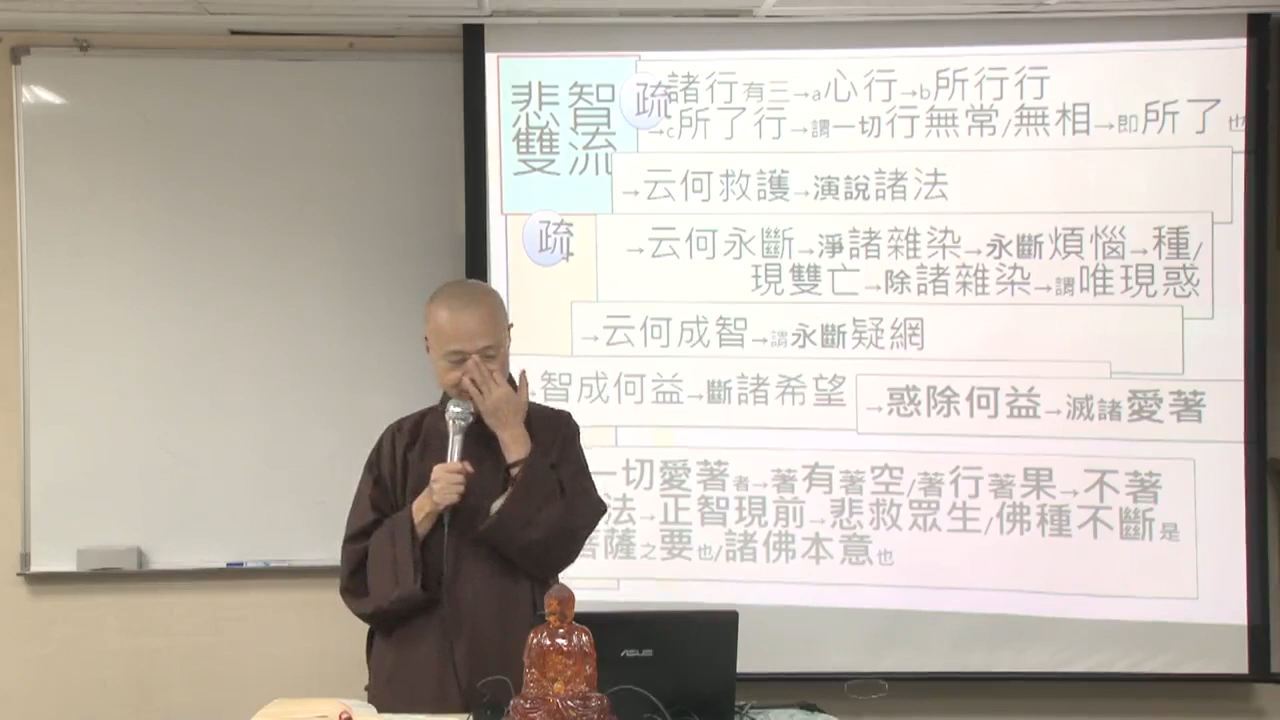 悲智
雙流
疏
諸行有三→a心行→b所行行
→c所了行→謂一切行無常/無相→即所了也
→云何救護→演說諸法
疏
→云何永斷→淨諸雜染→永斷煩惱→種/
現雙亡→除諸雜染→謂唯現惑
→云何成智→謂永斷疑網
智成何益→斷諸希望
→惑除何益→滅諸愛著
一切愛著者→著有著空/著行著果→不著
法→正智現前→悲救眾生/佛種不斷是
菩薩之要也/諸佛本意也
ASUS